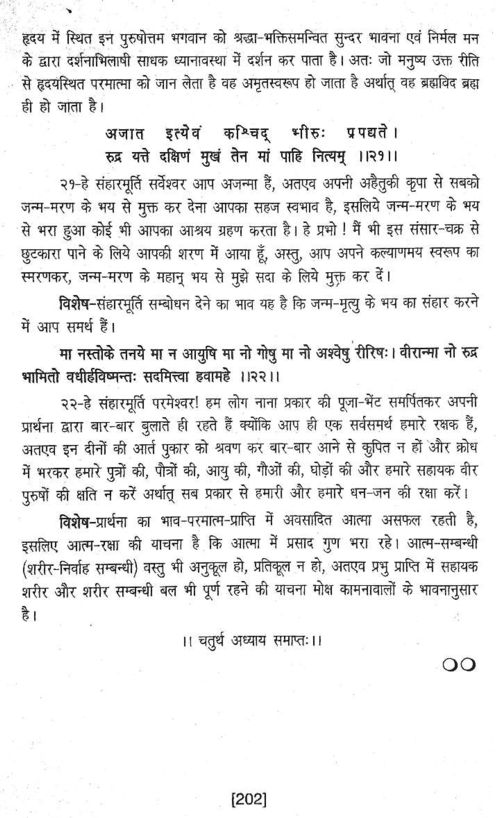 हृदय में स्थित इन पुरुषोत्तम भगवान को श्रद्धा-भक्तिसमन्वित सुन्दर भावना एवं निर्मल मन
के द्वारा दर्शनाभिलाषी साधक ध्यानावस्था में दर्शन कर पाता है। अतः जो मनुष्य उक्त रीति
से हृदयस्थित परमात्मा को जान लेता है वह अमृतस्वरूप हो जाता है अर्थात् वह ब्रह्मविद ब्रह्म
ही हो जाता है।
अजात इत्येवं कश्चिद् भीरुः प्रपद्यते।
रुद्र यत्ते दक्षिणं मुखं तेन मां पाहि नित्यम् ।।२१।।
२१-हे संहारमूर्ति सर्वेश्वर आप अजन्मा हैं, अतएव अपनी अहैतुकी कृपा से सबको
जन्म-मरण के भय से मुक्त कर देना आपका सहज स्वभाव है, इसलिये जन्म-मरण के भय
से भरा हुआ कोई भी आपका आश्रय ग्रहण करता है। हे प्रभो ! मैं भी इस संसार-चक्र से
छुटकारा पाने के लिये आपकी शरण में आया हूँ, अस्तु, आप अपने कल्याणमय स्वरूप का
स्मरणकर, जन्म-मरण के महान् भय से मुझे सदा के लिये मुक्त कर दें।
विशेष-संहारमूर्ति सम्बोधन देने का भाव यह है कि जन्म-मृत्यु के भय का संहार करने
में आप समर्थ हैं।
मा नस्तोके तनये मा न आयुषि मा नो गोषु मा नो अश्वेषु रीरिषः। वीरान्मा नो रुद्र
भामितो वधीर्हविष्मन्तः सदमित्त्वा हवामहे ।।२२।।
२२-हे संहारमूर्ति परमेश्वर! हम लोग नाना प्रकार की पूजा-भेंट समर्पितकर अपनी
प्रार्थना द्वारा बार-बार बुलाते ही रहते हैं क्योंकि आप ही एक सर्वसमर्थ हमारे रक्षक हैं,
अतएव इन दीनों की आर्त पुकार को श्रवण कर बार-बार आने से कुपित न हों और क्रोध
में भरकर हमारे पुत्रों की, पौत्रों की, आयु की, गौओं की, घोड़ों की और हमारे सहायक वीर
पुरुषों की क्षति न करें अर्थात् सब प्रकार से हमारी और हमारे धन-जन की रक्षा करें।
विशेष-प्रार्थना का भाव-परमात्म-प्राप्ति में अवसादित आत्मा असफल रहती है,
इसलिए आत्म-रक्षा की याचना है कि आत्मा में प्रसाद गुण भरा रहे। आत्म-सम्बन्धी
(शरीर-निर्वाह सम्बन्धी) वस्तु भी अनुकूल हो, प्रतिकूल न हो, अतएव प्रभु प्राप्ति में सहायक
शरीर और शरीर सम्बन्धी बल भी पूर्ण रहने की याचना मोक्ष कामनावालों के भावनानुसार
है।
।। चतुर्थ अध्याय समाप्तः।।
[202]